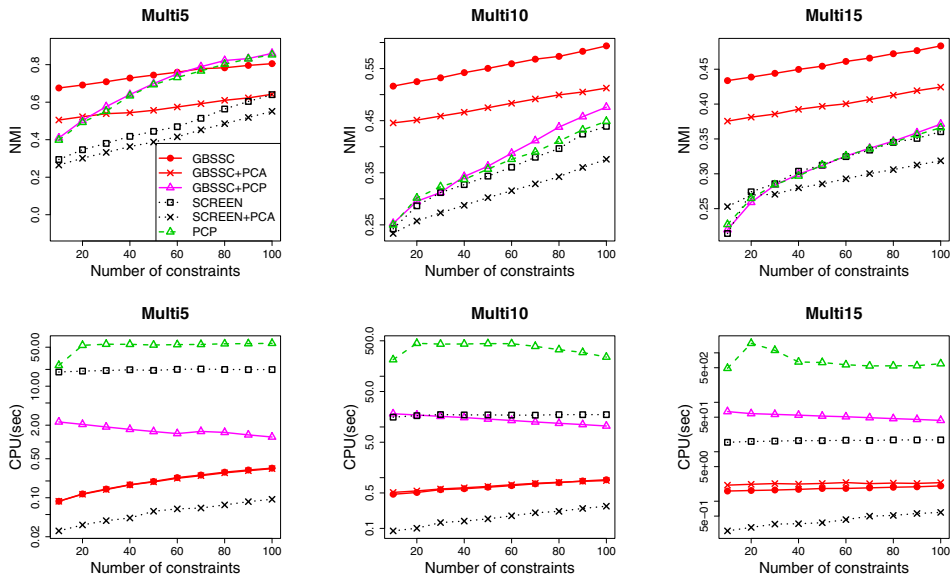 Multi5
Multi10
Multi15
NMI
0.8
0.6
0.4
0.2
0.0
GBSSC
GBSSC+PCA
GBSSC+PCP
SCREEN
SCREEN+PCA
PCP
20 40 60 80 100
Number of constraints
NMI
0.55
0.45
0.35
0.25
20 40 60 80 100
Number of constraints
NMI
0.45
0.40
0.35
0.30
0.25
20 40 60 80 100
Number of constraints
Multi5
Multi10
Multi15
CPU(sec)
50.00
10.00
2.00
0.50
0.10
0.02
20 40 60 80 100
Number of constraints
CPU(sec)
500.0
50.0
5.0
0.5
0.1
20 40 60 80 100
Number of constraints
CPU(sec)
5e+02
5e+01
5e+00
5e−01
20 40 60 80 100
Number of constraints